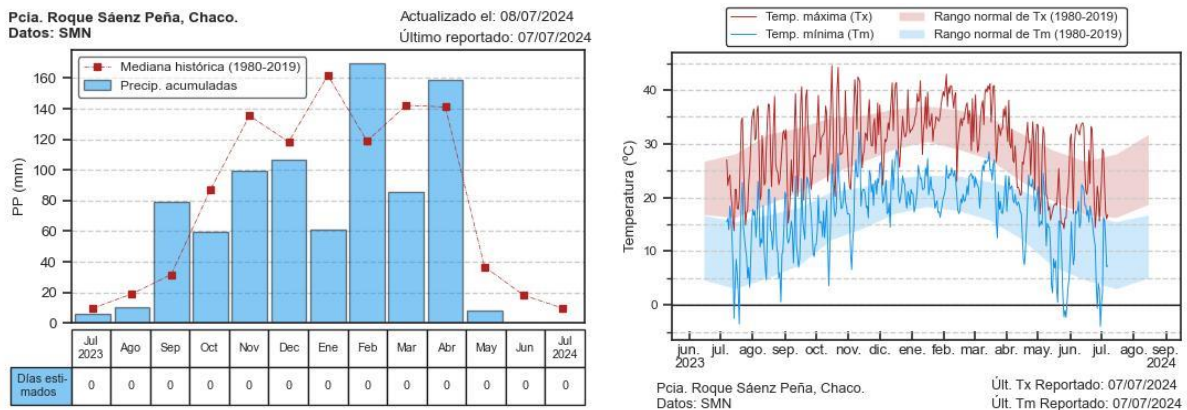 Pcia. Roque Sáenz Peña, Chaco.
Datos: SMN
Actualizado el: 08/07/2024
Último reportado: 07/07/2024
Mediana histórica (1980-2019)
Precip. acumuladas
PP (mm)
160
140
120
100
80
60
40
20
0
Jul 2023 Ago Sep Oct Nov Dec Ene Feb Mar Abr May Jun Jul 2024
Días esti-
mados
0 0 0 0 0 0 0 0 0 0 0 0 0
Temp. máxima (Tx)
Temp. mínima (Tm)
Rango normal de Tx (1980-2019)
Rango normal de Tm (1980-2019)
Temperatura (ºC)
40
30
20
10
0
jun. jul. ago. sep. oct. nov. dic. ene. feb. mar. abr. may. jun. jul. ago. sep.
2023 2024
Pcia. Roque Sáenz Peña, Chaco.
Datos: SMN
Últ. Tx Reportado: 07/07/2024
Últ. Tm Reportado: 07/07/2024